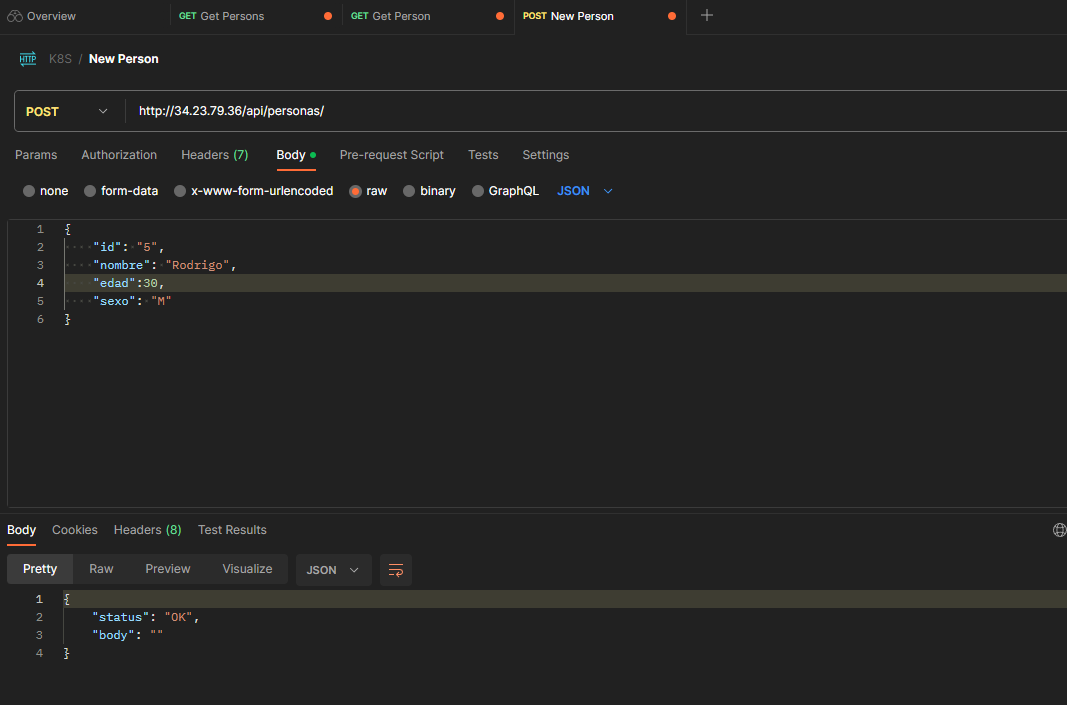 Overview GET Get Persons GET Get Person POST New Person
HTTP K8S / New Person
POST http://34.23.79.36/api/personas/
Params Authorization Headers (7) Body Pre-request Script Tests Settings
none form-data x-www-form-urlencoded raw binary GraphQL JSON
1 {
2 "id": "5",
3 "nombre": "Rodrigo",
4 "edad":30,
5 "sexo": "M"
6 }
Body Cookies Headers (8) Test Results
Pretty Raw Preview Visualize JSON
1 {
2 "status": "OK",
3 "body": ""
4 }